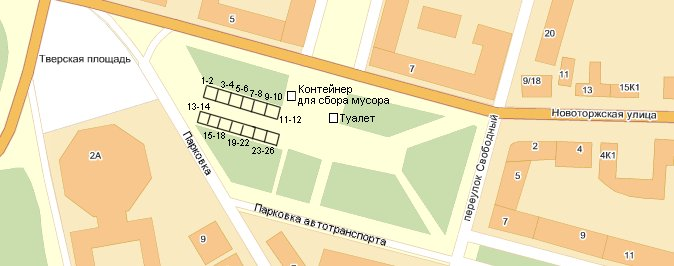 5
20
Тверская площадь
7
1-2
3-4
5-6
7-8
9-10
Контейнер
для сбора мусора
9/18
11
13
15К1
13-14
11-12
Туалет
Новоторжская улица
15-18
19-22
23-26
Парковка
переулок Свободный
2А
2
4
4К1
5
Парковка автотранспорта
7
9
9
11